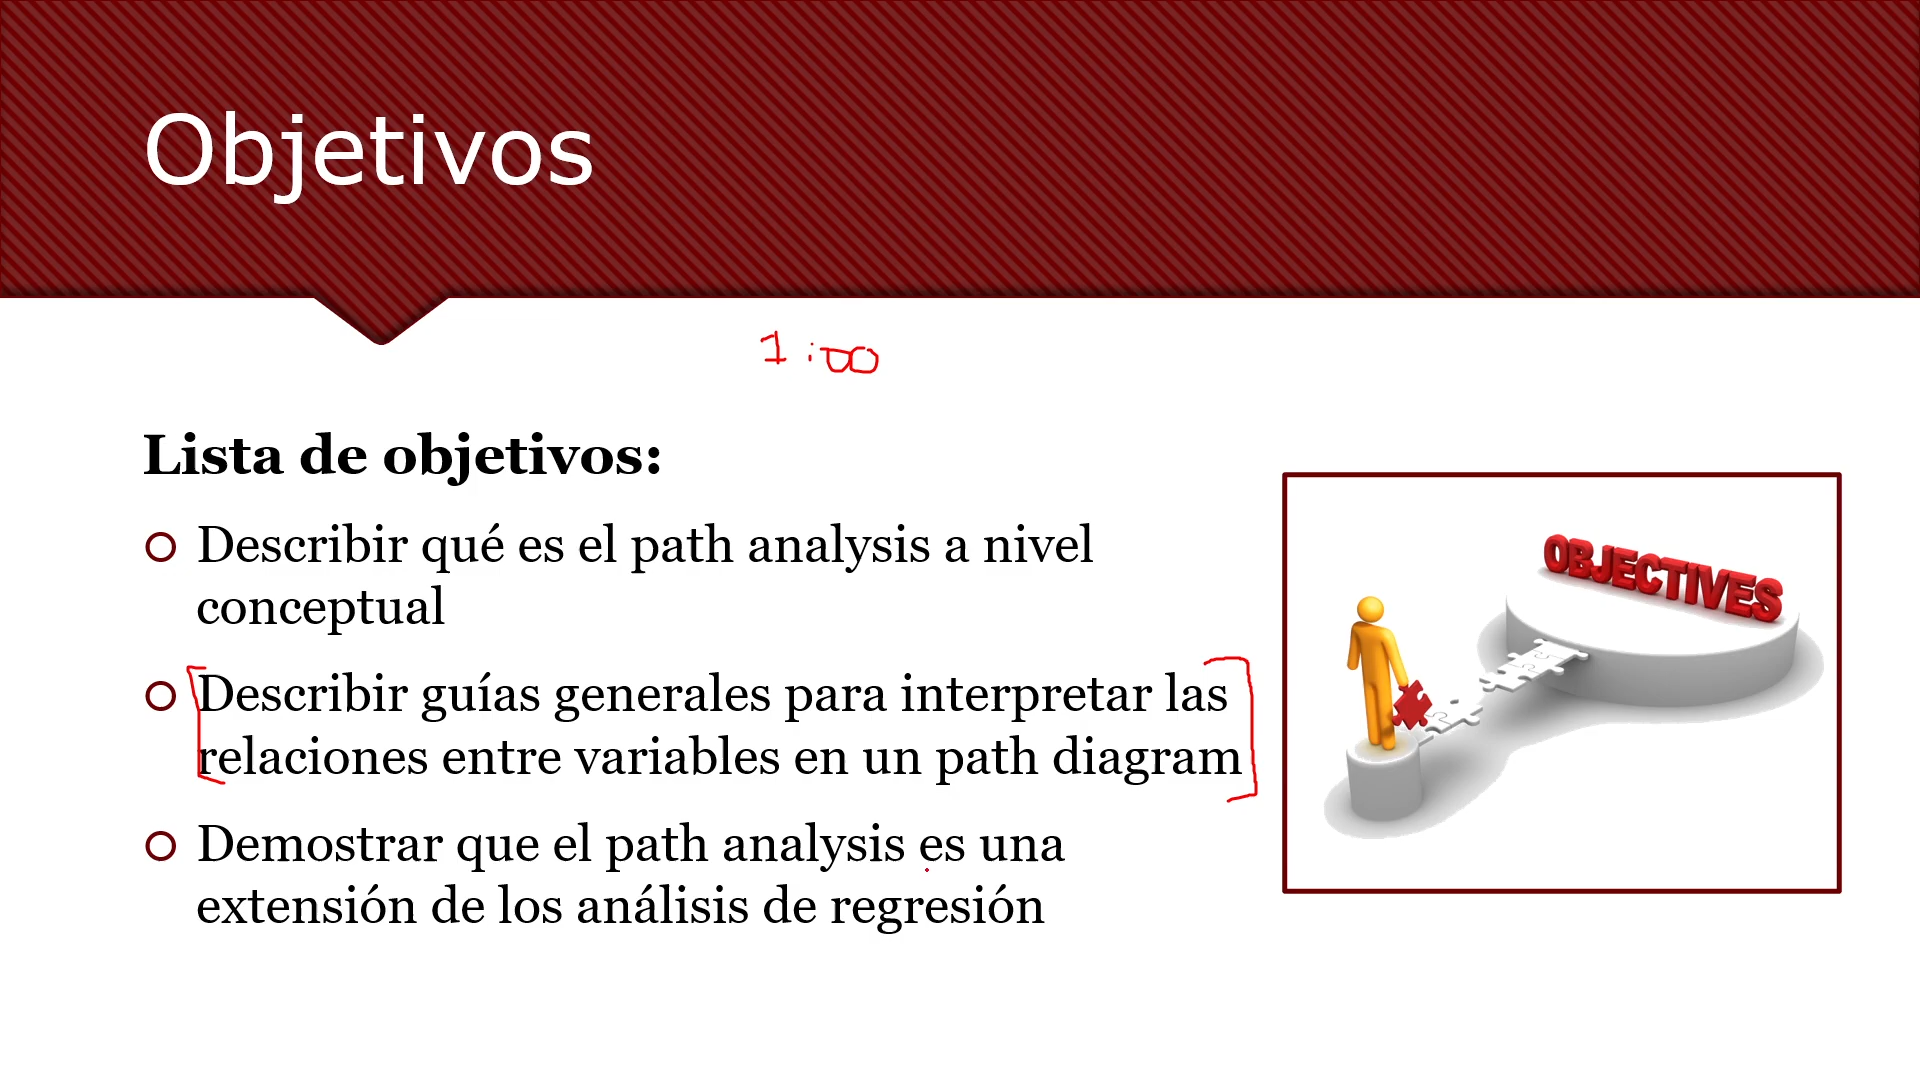 Objetivos
1:00
Lista de objetivos:
Describir qué es el path analysis a nivel
conceptual
Describir guías generales para interpretar las
relaciones entre variables en un path diagram
Demostrar que el path analysis es una
extensión de los análisis de regresión
OBJECTIVES